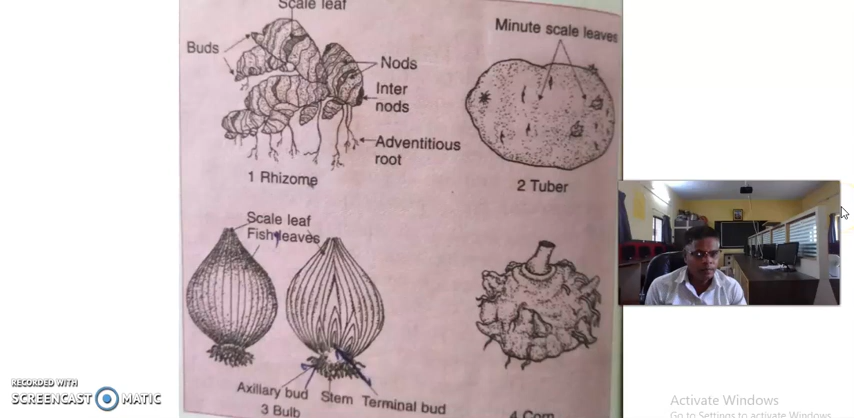 Scale leaf
Buds
Nods
Inter
nods
Adventitious
root
1 Rhizome
Minute scale leaves
2 Tuber
Scale leaf
Fish leaves
Axillary bud Stem Terminal bud
3 Bulb
4 Corn
RECORDED WITH
SCREENCAST MATIC
Activate Windows
Go to Settings to activate Windows